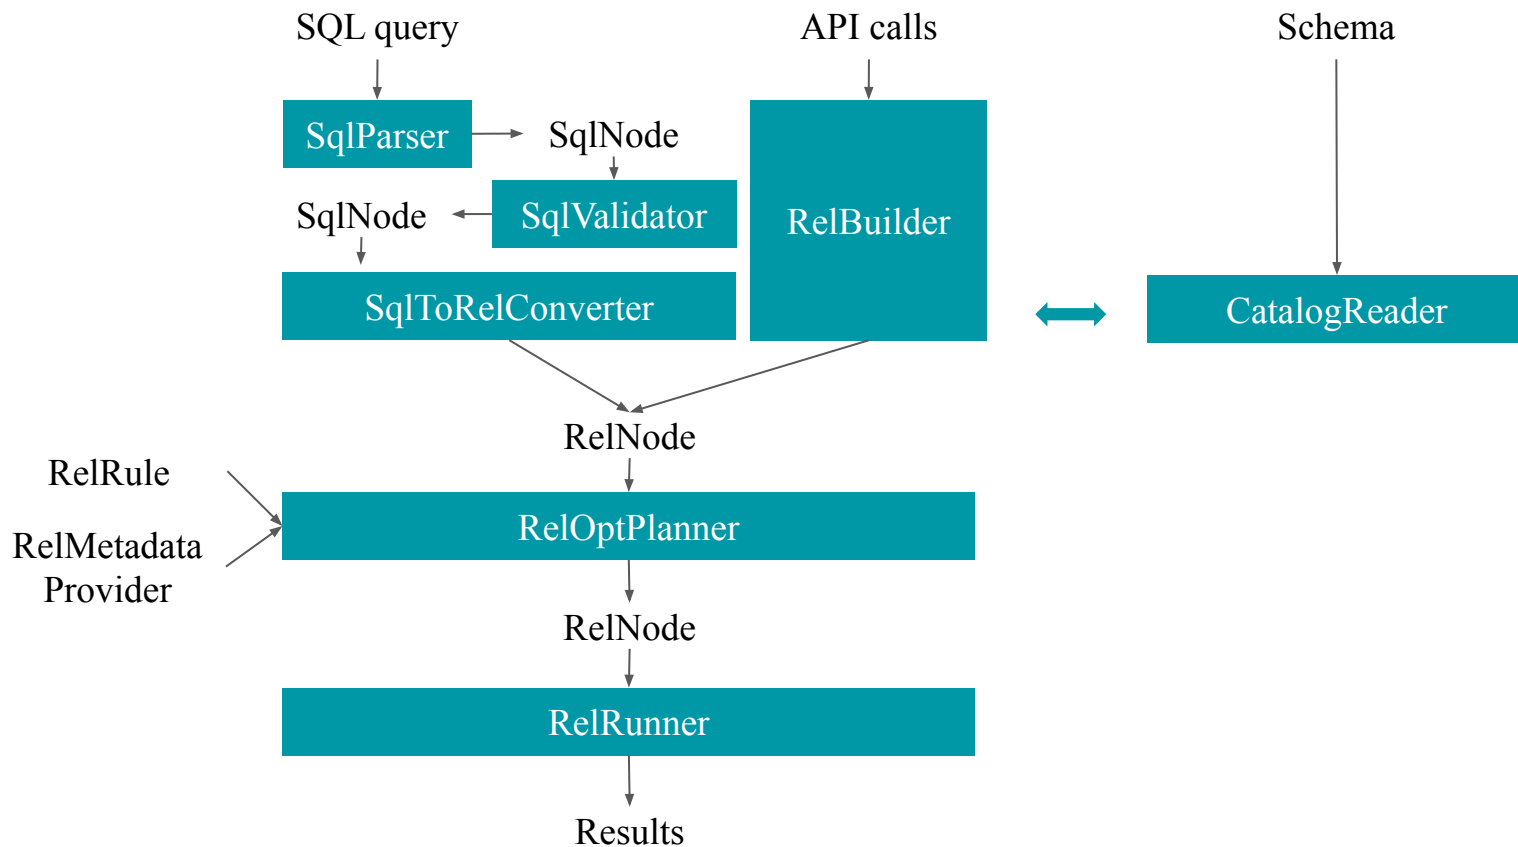 SQL query
API calls
Schema
SqlParser
SqlNode
SqlNode
SqlValidator
RelBuilder
SqlToRelConverter
CatalogReader
RelNode
RelRule
RelOptPlanner
RelMetadata
Provider
RelNode
RelRunner
Results